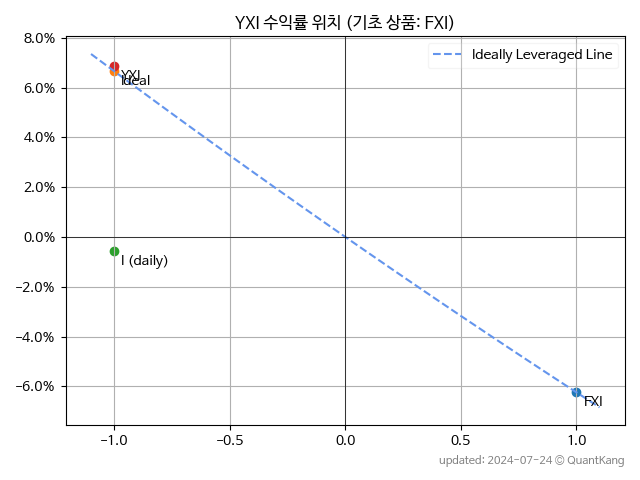 YXI 수익률 위치 (기초 상품: FXI)
8.0%
6.0%
4.0%
2.0%
0.0%
−2.0%
−4.0%
−6.0%
Ideally Leveraged Line
YXI
Ideal
I (daily)
FXI
−1.0 −0.5 0.0 0.5 1.0
updated: 2024-07-24 © QuantKang